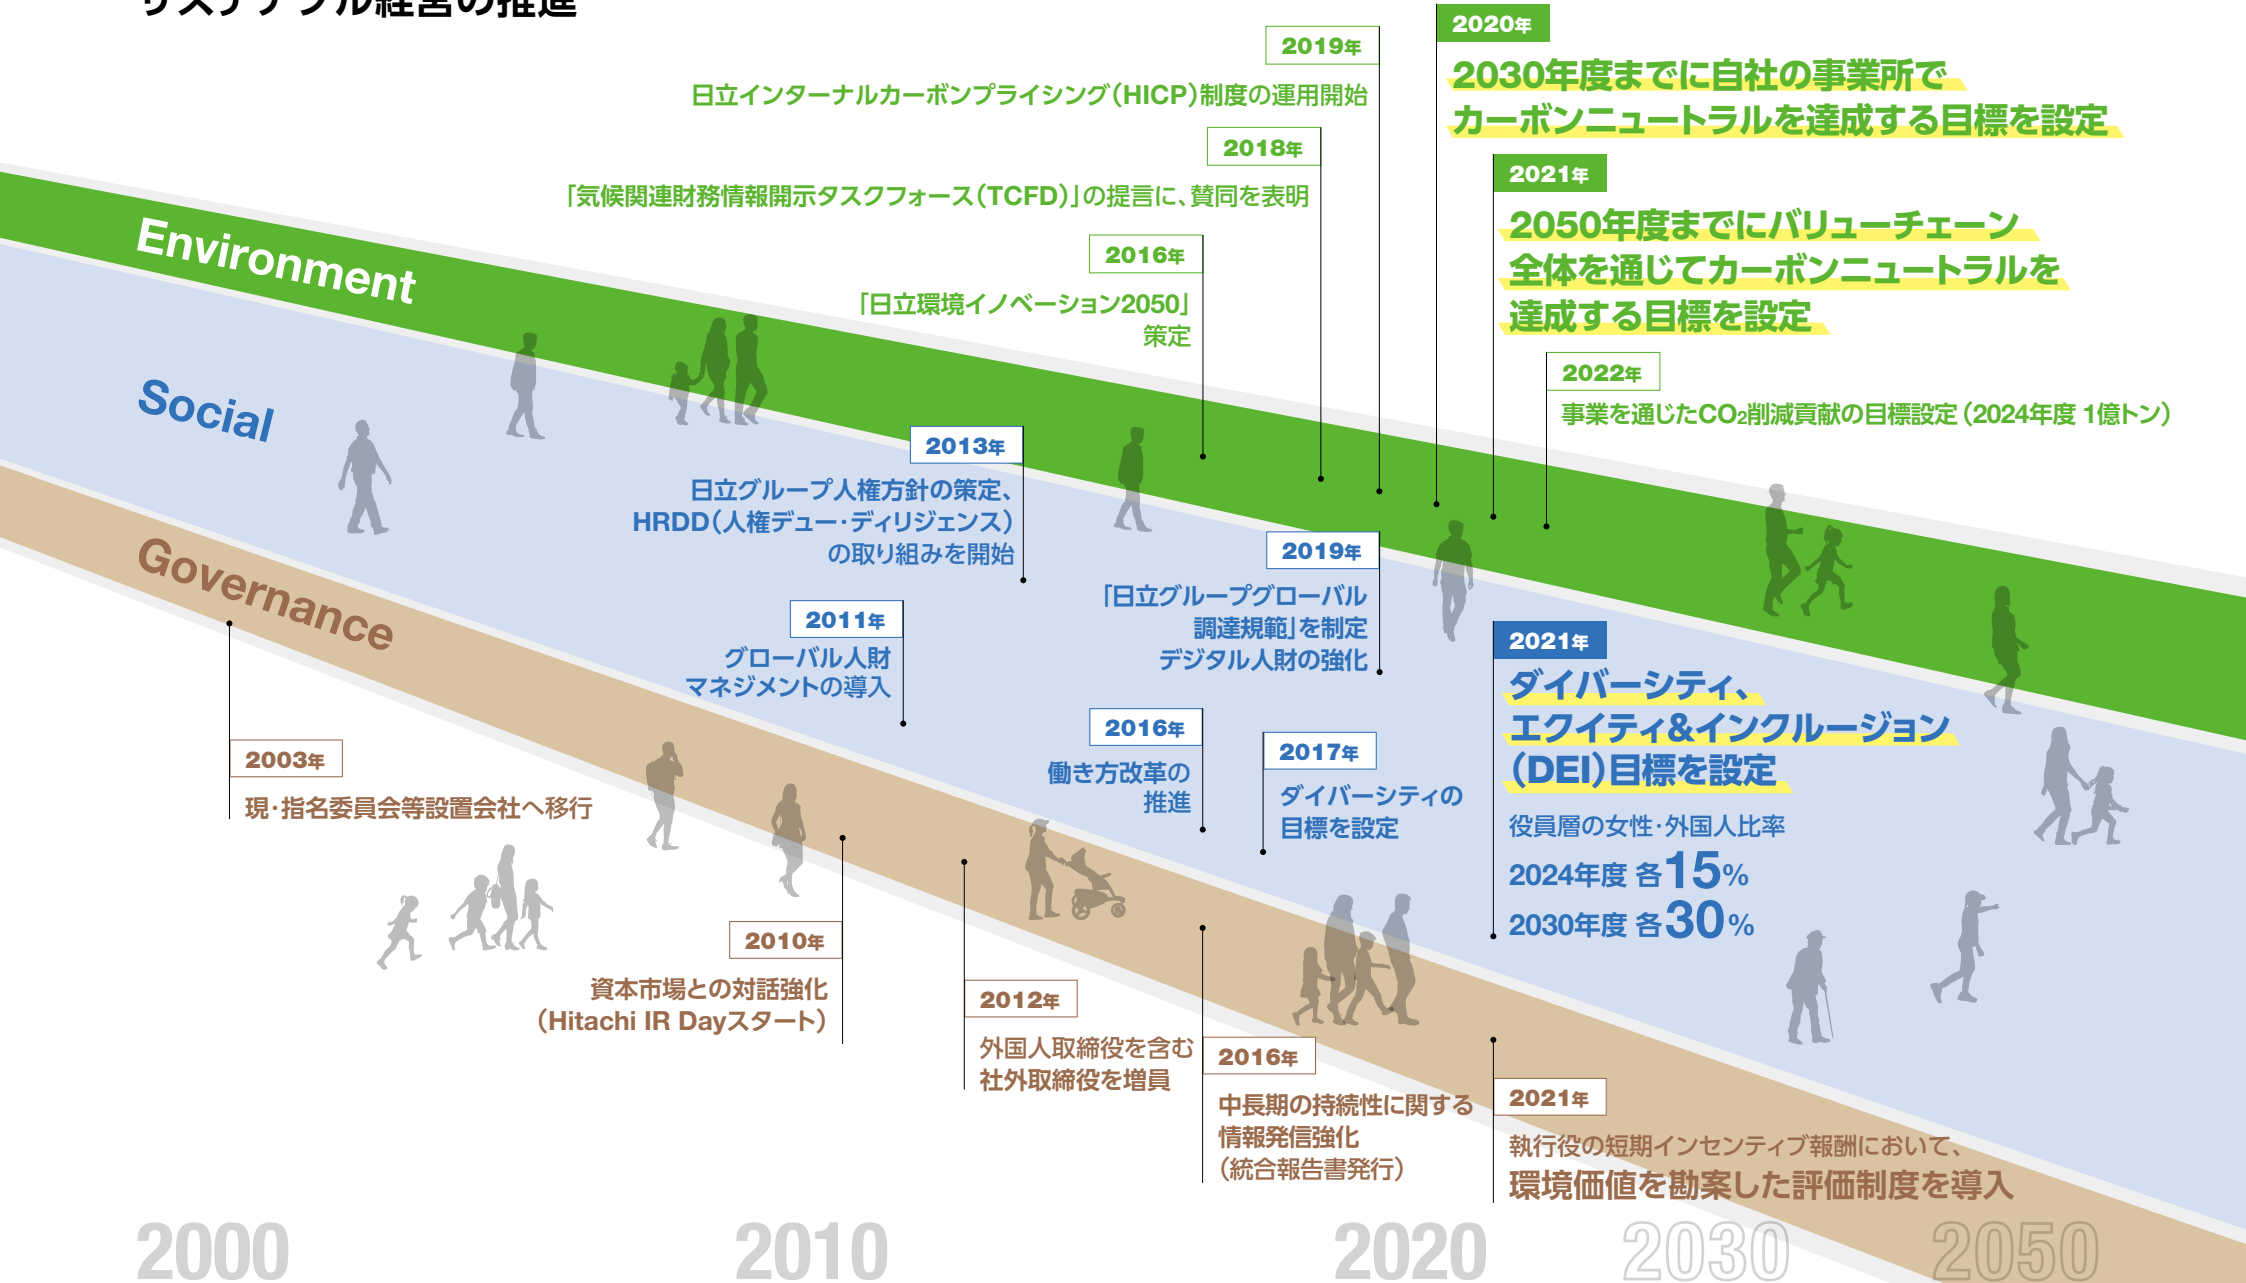 サステナブル経営の推進
2019年
日立インターナルカーボンプライシング（HICP）制度の運用開始
2018年
「気候関連財務情報開示タスクフォース（TCFD）」の提言に、賛同を表明
2016年
「日立環境イノベーション2050」
策定
2020年
2030年度までに自社の事業所で
カーボンニュートラルを達成する目標を設定
2021年
2050年度までにバリューチェーン
全体を通じてカーボンニュートラルを
達成する目標を設定
2022年
事業を通じたCO₂削減貢献の目標設定（2024年度 1億トン）
Environment
Social
Governance
2013年
日立グループ人権方針の策定、
HRDD（人権デュー・ディリジェンス）
の取り組みを開始
2011年
グローバル人財
マネジメントの導入
2019年
「日立グループグローバル
調達規範」を制定
デジタル人財の強化
2016年
働き方改革の
推進
2017年
ダイバーシティの
目標を設定
2021年
ダイバーシティ、
エクイティ&インクルージョン
（DEI）目標を設定
役員層の女性・外国人比率
2024年度 各15%
2030年度 各30%
2003年
現・指名委員会等設置会社へ移行
2010年
資本市場との対話強化
（Hitachi IR Dayスタート）
2012年
外国人取締役を含む
社外取締役を増員
2016年
中長期の持続性に関する
情報発信強化
（統合報告書発行）
2021年
執行役の短期インセンティブ報酬において、
環境価値を勘案した評価制度を導入
2000
2010
2020
2030
2050